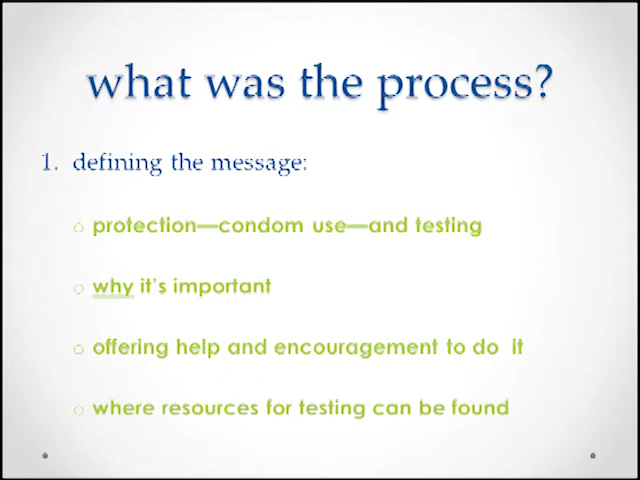 what was the process?
1. defining the message:
○ protection—condom use—and testing
○ why it's important
○ offering help and encouragement to do it
○ where resources for testing can be found